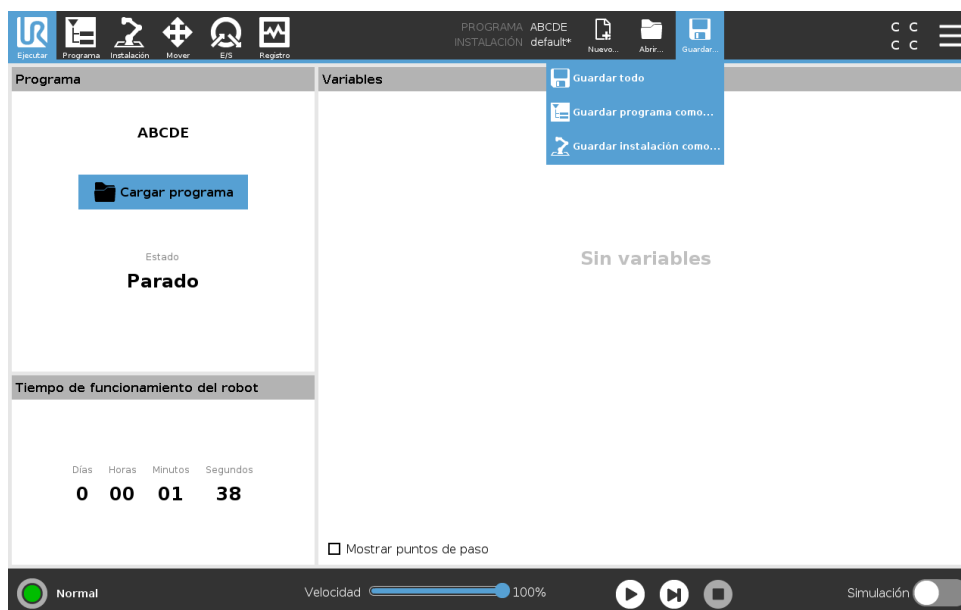 PROGRAMA ABCDE
INSTALACIÓN default*
UR
Ejecutar Programa Instalación Mover E/S Registro Nuevo... Abrir... Guardar...
C C
C C
Programa
Variables
Guardar todo
Guardar programa como...
Guardar instalación como...
ABCDE
Cargar programa
Estado
Parado
Sin variables
Tiempo de funcionamiento del robot
Días Horas Minutos Segundos
0 00 01 38
Mostrar puntos de paso
Normal Velocidad 100% Simulación